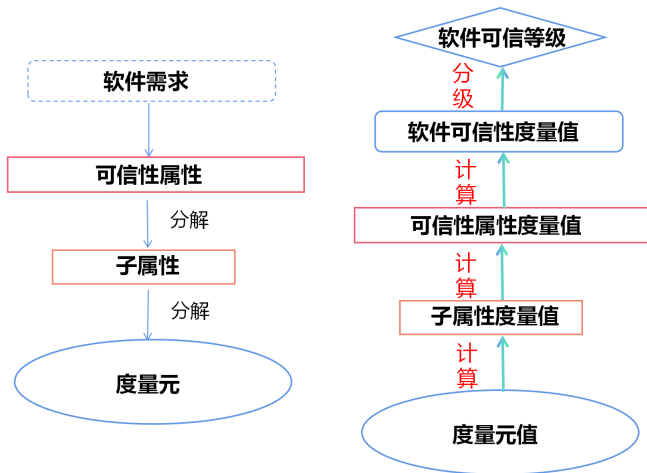 软件需求
可信性属性
分解
子属性
分解
度量元
软件可信等级
分级
软件可信性度量值
计算
可信性属性度量值
计算
子属性度量值
计算
度量元值